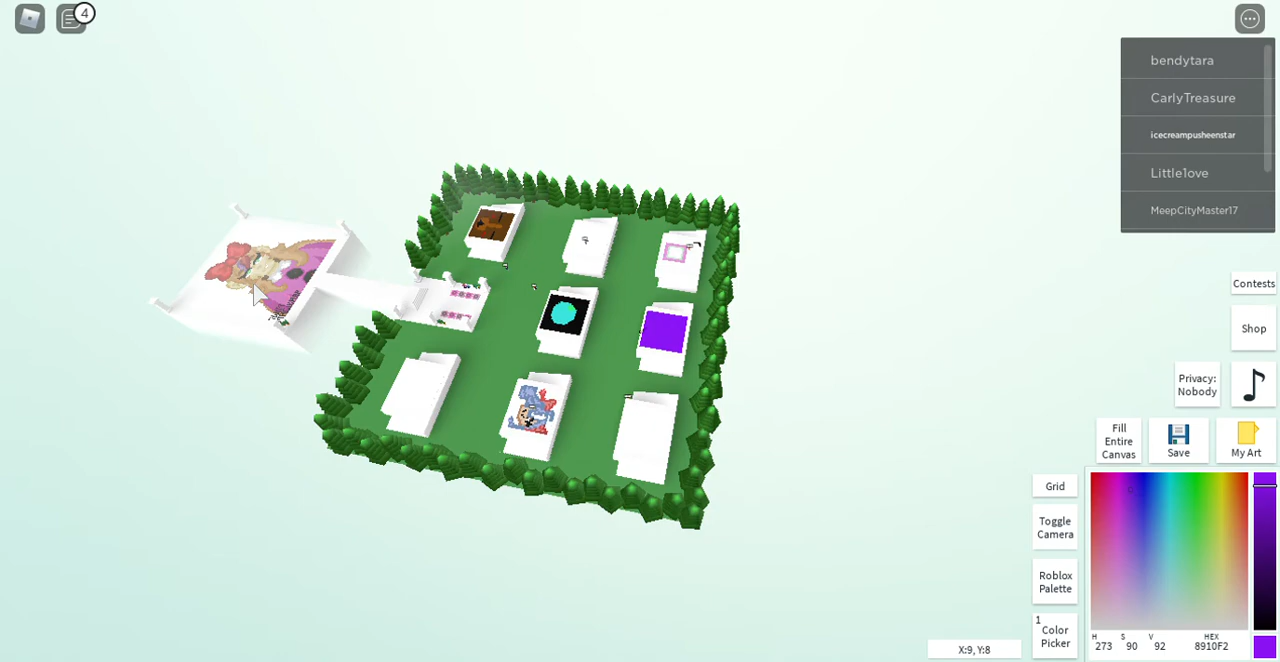 4
bendytara
CarlyTreasure
icecreampusheenstar
Little1ove
MeepCityMaster17
Contests
Shop
Privacy:
Nobody
Fill
Entire
Canvas
Save
My Art
Grid
Toggle
Camera
Roblox
Palette
1
Color
Picker
H S V HEX
273 90 92 8910F2
X:9, Y:8